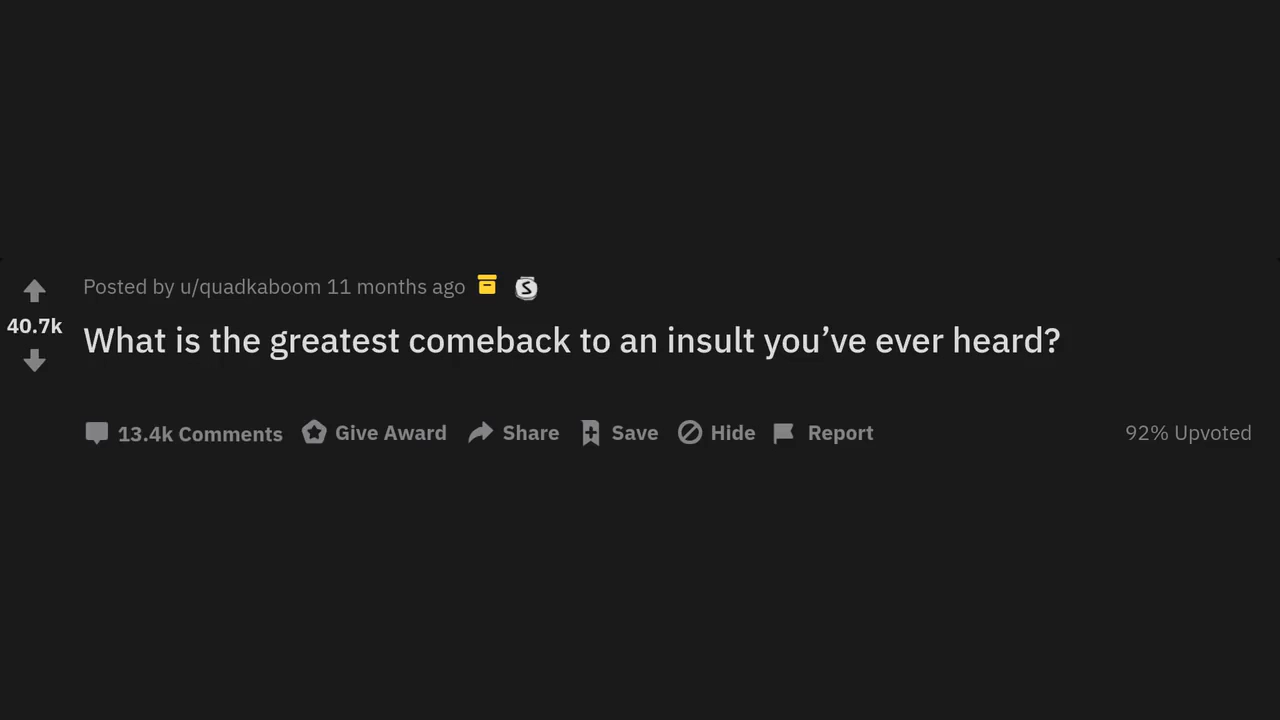 Posted by u/quadkaboom 11 months ago
40.7k
What is the greatest comeback to an insult you’ve ever heard?
13.4k Comments Give Award Share Save Hide Report 92% Upvoted